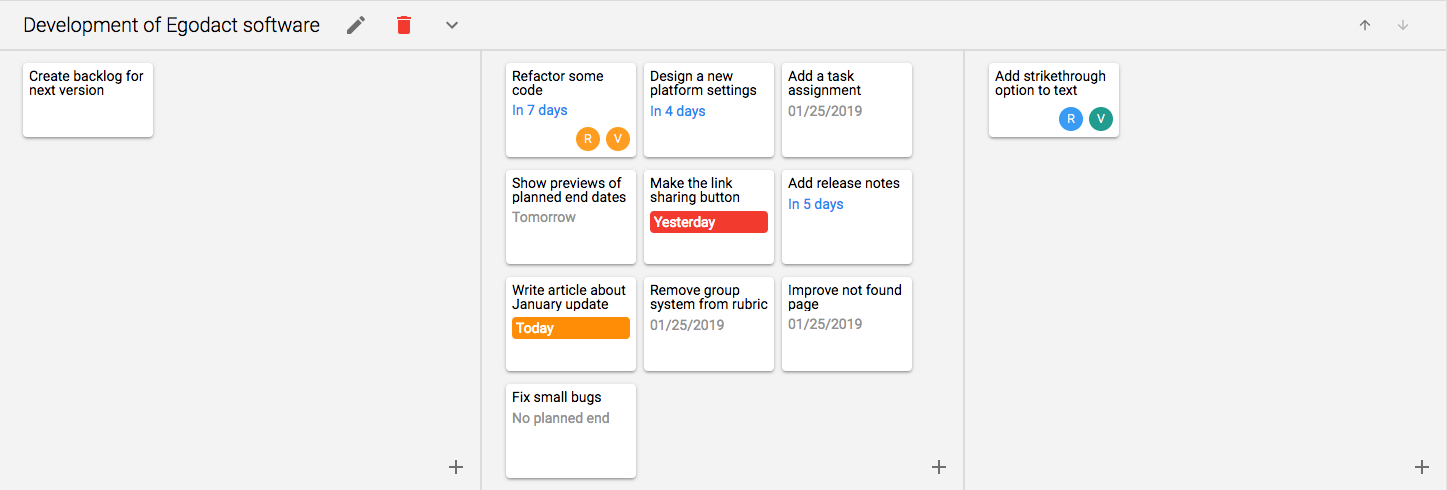 Development of Egodact software
Create backlog for
next version
Refactor some
code
In 7 days
R V
Design a new
platform settings
In 4 days
Add a task
assignment
01/25/2019
Show previews of
planned end dates
Tomorrow
Make the link
sharing button
Yesterday
Add release notes
In 5 days
Write article about
January update
Today
Remove group
system from rubric
01/25/2019
Improve not found
page
01/25/2019
Fix small bugs
No planned end
Add strikethrough
option to text
R V